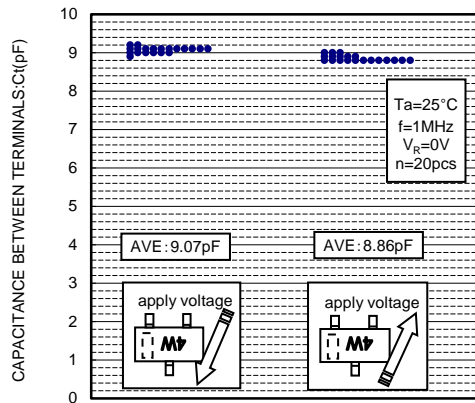 CAPACITANCE BETWEEN TERMINALS:Ct(pF)
10
9
8
7
6
5
4
3
2
1
0
Ta=25°C
f=1MHz
VR=0V
n=20pcs
AVE:9.07pF
AVE:8.86pF
apply voltage
4W
apply voltage
4W